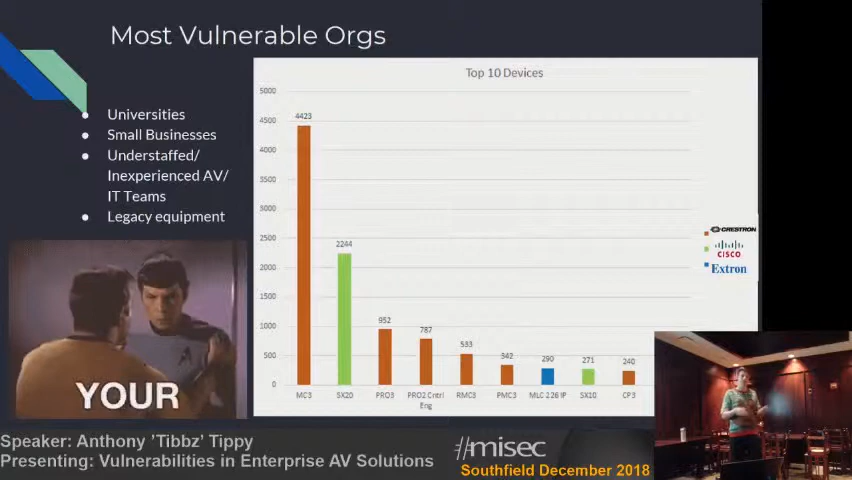 Most Vulnerable Orgs
Universities
Small Businesses
Understaffed/
Inexperienced AV/
IT Teams
Legacy equipment
YOUR
Top 10 Devices
5000
4500
4000
3500
3000
2500
2000
1500
1000
500
0
4423
2244
952
787
533
342
290
271
240
MC3
SX20
PRO3
PRO2 Cntrl
Eng
RMC3
PMC3
MLC 226 IP
SX10
CP3
CRESTRON
CISCO
Extron
Speaker: Anthony 'Tibbz' Tippy
Presenting: Vulnerabilities in Enterprise AV Solutions
//misec
Southfield December 2018